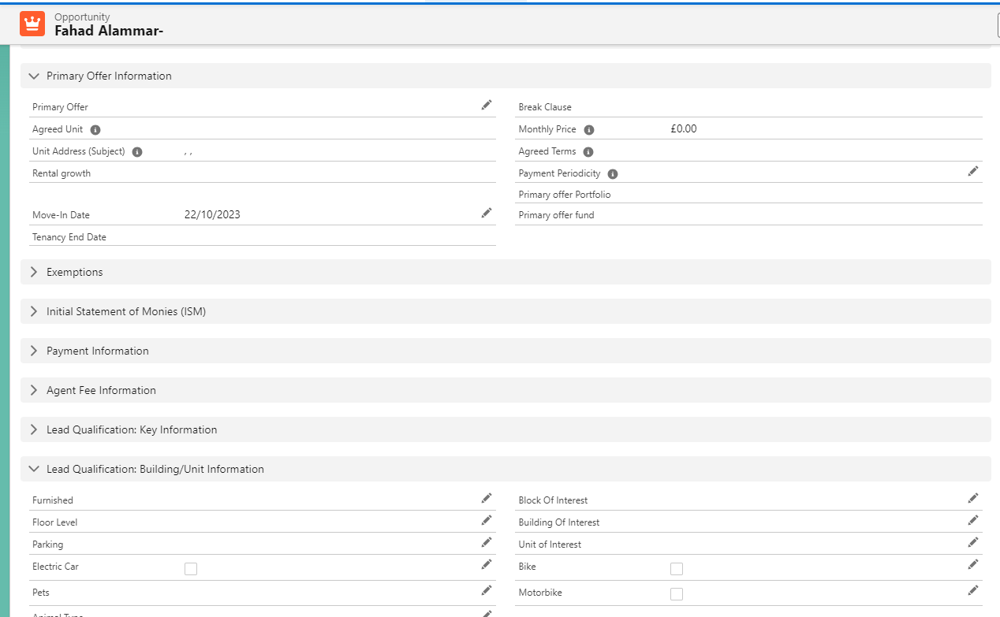 Opportunity
Fahad Alammar-
Primary Offer Information
Primary Offer
Agreed Unit
Unit Address (Subject) , ,
Rental growth
Move-In Date 22/10/2023
Tenancy End Date
Break Clause
Monthly Price £0.00
Agreed Terms
Payment Periodicity
Primary offer Portfolio
Primary offer fund
Exemptions
Initial Statement of Monies (ISM)
Payment Information
Agent Fee Information
Lead Qualification: Key Information
Lead Qualification: Building/Unit Information
Furnished
Floor Level
Parking
Electric Car
Pets
Animal Type
Block Of Interest
Building Of Interest
Unit of Interest
Bike
Motorbike